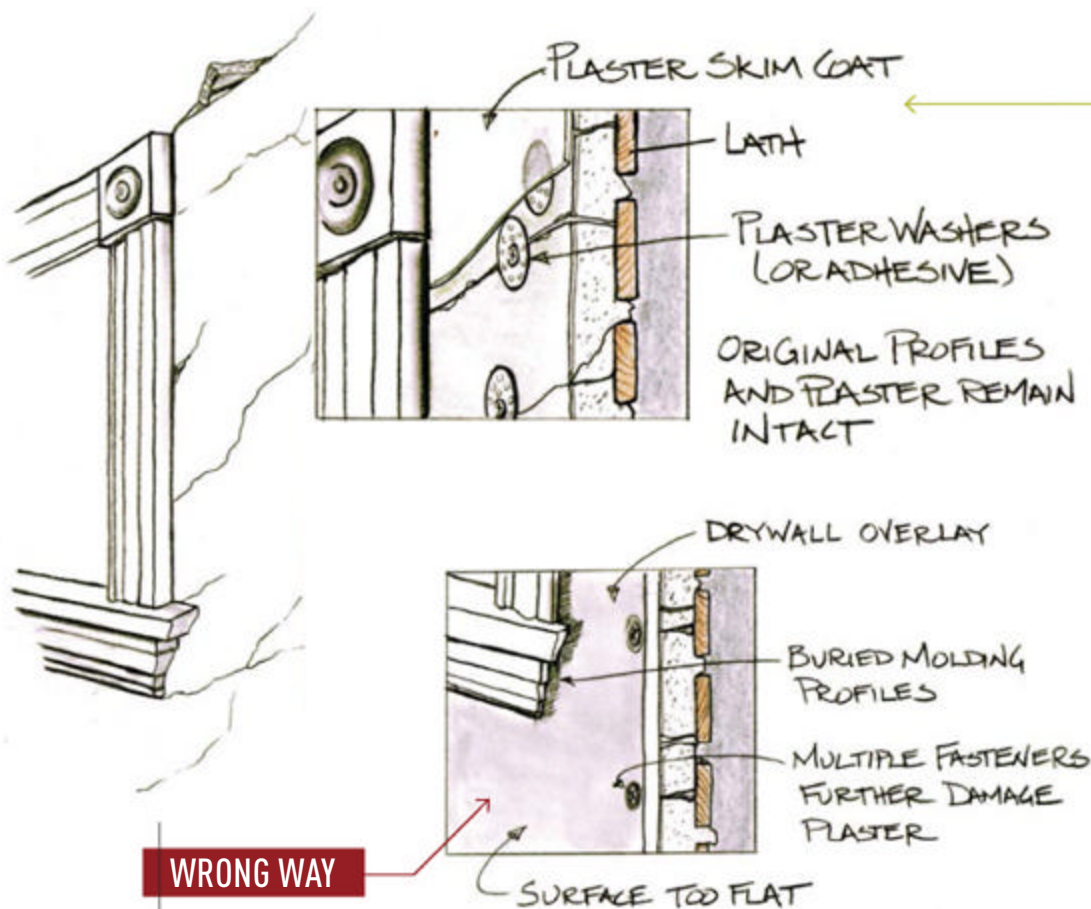 PLASTER SKIM COAT
LATH
PLASTER WASHERS
(OR ADHESIVE)
ORIGINAL PROFILES
AND PLASTER REMAIN
INTACT
DRYWALL OVERLAY
BURIED MOLDING
PROFILES
MULTIPLE FASTENERS
FURTHER DAMAGE
PLASTER
WRONG WAY
SURFACE TOO FLAT